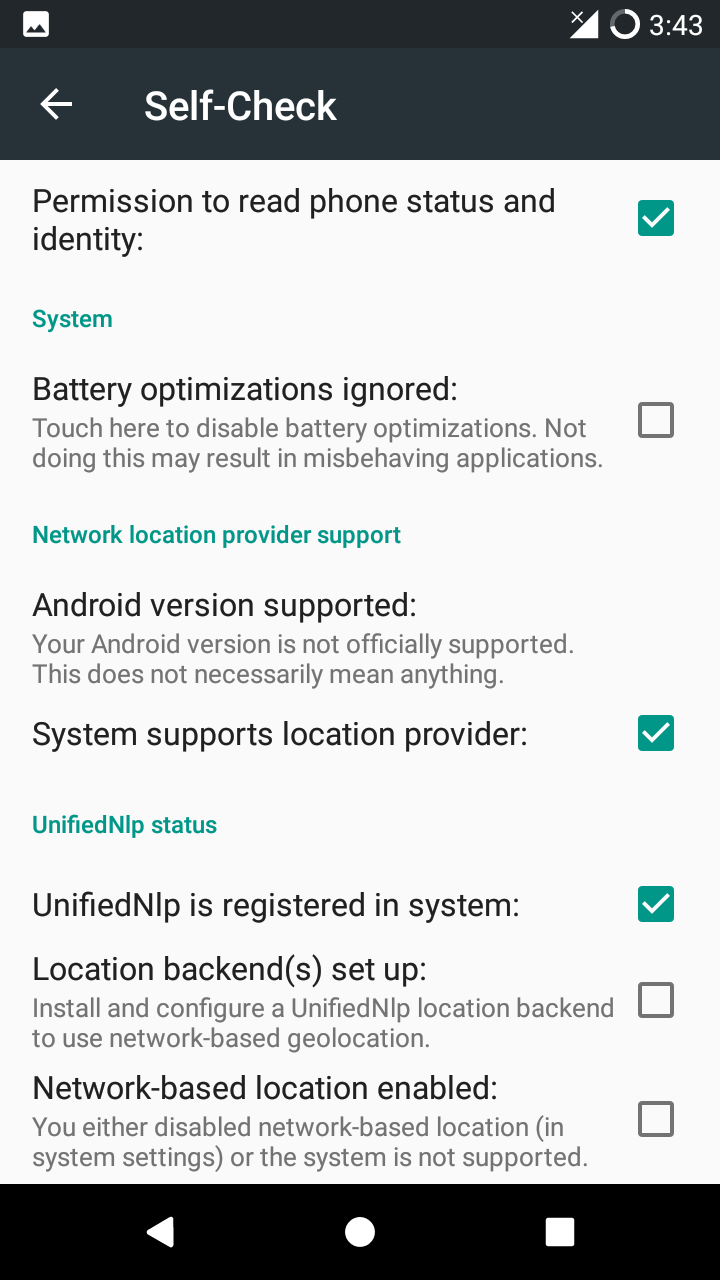 3:43
Self-Check
Permission to read phone status and
identity:
System
Battery optimizations ignored:
Touch here to disable battery optimizations. Not
doing this may result in misbehaving applications.
Network location provider support
Android version supported:
Your Android version is not officially supported.
This does not necessarily mean anything.
System supports location provider:
UnifiedNlp status
UnifiedNlp is registered in system:
Location backend(s) set up:
Install and configure a UnifiedNlp location backend
to use network-based geolocation.
Network-based location enabled:
You either disabled network-based location (in
system settings) or the system is not supported.